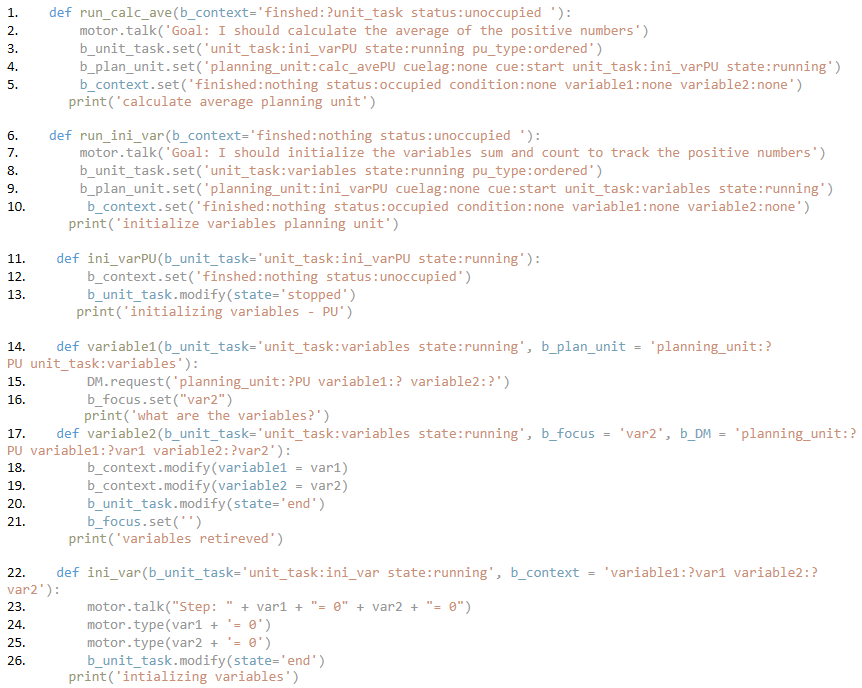 1. def run_calc_ave(b_context='finshed:?unit_task status:unoccupied '):
2. motor.talk('Goal: I should calculate the average of the positive numbers')
3. b_unit_task.set('unit_task:ini_varPU state:running pu_type:ordered')
4. b_plan_unit.set('planning_unit:calc_avePU cuelag:none cue:start unit_task:ini_varPU state:running')
5. b_context.set('finished:nothing status:occupied condition:none variable1:none variable2:none')
print('calculate average planning unit')
6. def run_ini_var(b_context='finshed:nothing status:unoccupied '):
7. motor.talk('Goal: I should initialize the variables sum and count to track the positive numbers')
8. b_unit_task.set('unit_task:variables state:running pu_type:ordered')
9. b_plan_unit.set('planning_unit:ini_varPU cuelag:none cue:start unit_task:variables state:running')
10. b_context.set('finished:nothing status:occupied condition:none variable1:none variable2:none')
print('initialize variables planning unit')
11. def ini_varPU(b_unit_task='unit_task:ini_varPU state:running'):
12. b_context.set('finshed:nothing status:unoccupied')
13. b_unit_task.modify(state='stopped')
print('initializing variables - PU')
14. def variable1(b_unit_task='unit_task:variables state:running', b_plan_unit = 'planning_unit:?
PU unit_task:variables'):
15. DM.request('planning_unit:?PU variable1:? variable2:?')
16. b_focus.set("var2")
print('what are the variables?')
17. def variable2(b_unit_task='unit_task:variables state:running', b_focus = 'var2', b_DM = 'planning_unit:?
PU variable1:?var1 variable2:?var2'):
18. b_context.modify(variable1 = var1)
19. b_context.modify(variable2 = var2)
20. b_unit_task.modify(state='end')
21. b_focus.set('')
print('variables retireved')
22. def ini_var(b_unit_task='unit_task:ini_var state:running', b_context = 'variable1:?var1 variable2:?
var2'):
23. motor.talk("Step: " + var1 + "= 0" + var2 + "= 0")
24. motor.type(var1 + '= 0')
25. motor.type(var2 + '= 0')
26. b_unit_task.modify(state='end')
print('intializing variables')